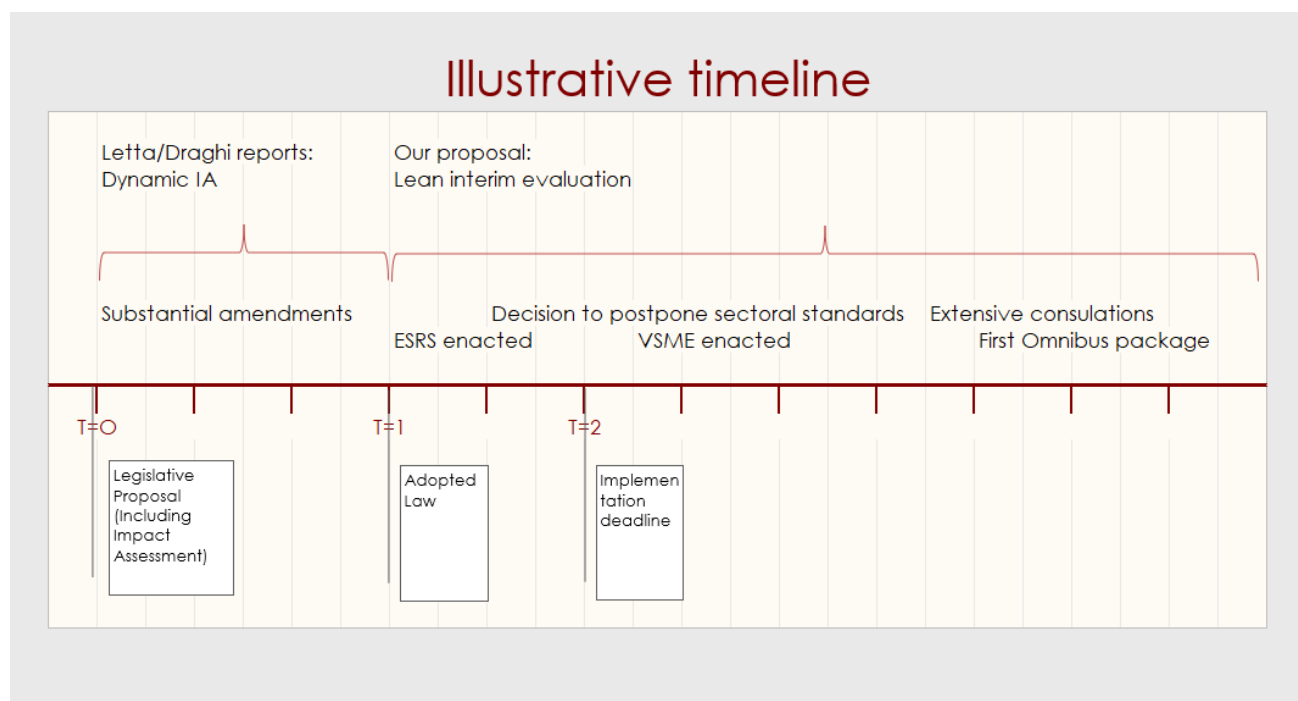 Illustrative timeline
Letta/Draghi reports:
Dynamic IA
Our proposal:
Lean interim evaluation
Substantial amendments
Decision to postpone sectoral standards
Extensive consulations
ESRS enacted
VSME enacted
First Omnibus package
T=0
T=1
T=2
Legislative
Proposal
(Including
Impact
Assessment)
Adopted
Law
Implemen
tation
deadline